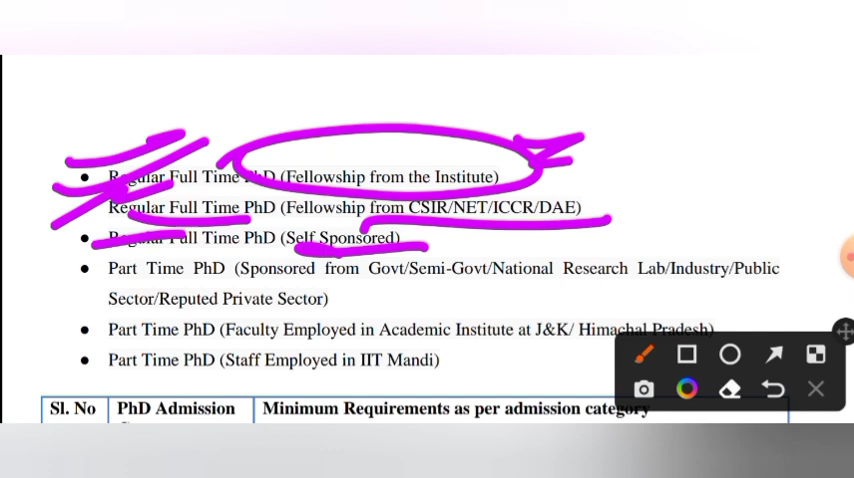 • Regular Full Time PhD (Fellowship from the Institute)
Regular Full Time PhD (Fellowship from CSIR/NET/ICCR/DAE)
• Regular Full Time PhD (Self Sponsored)
• Part Time PhD (Sponsored from Govt/Semi-Govt/National Research Lab/Industry/Public
Sector/Reputed Private Sector)
• Part Time PhD (Faculty Employed in Academic Institute at J&K/ Himachal Pradesh)
• Part Time PhD (Staff Employed in IIT Mandi)
Sl. No PhD Admission Minimum Requirements as per admission category